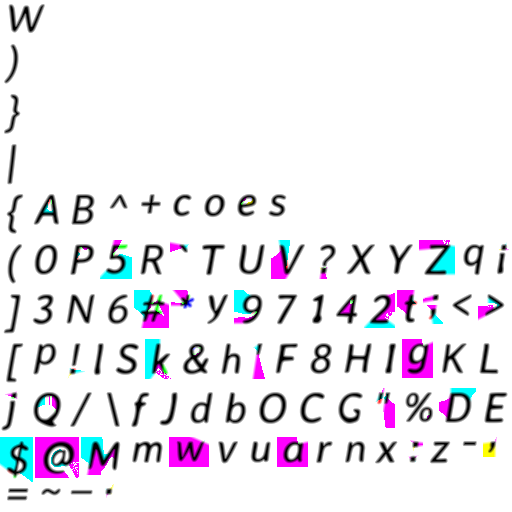 W
)
}
|
{ A B ^ + c o e s
( 0 P 5 R ` T U V ? X Y Z q i
] 3 N 6 # * y 9 7 1 4 2 t ; < >
[ p ! l S k & h F 8 H I g K L
j Q / \ f J d b O C G " % D E
$ @ M m w v u a r n x : z - ,
= ~ — .